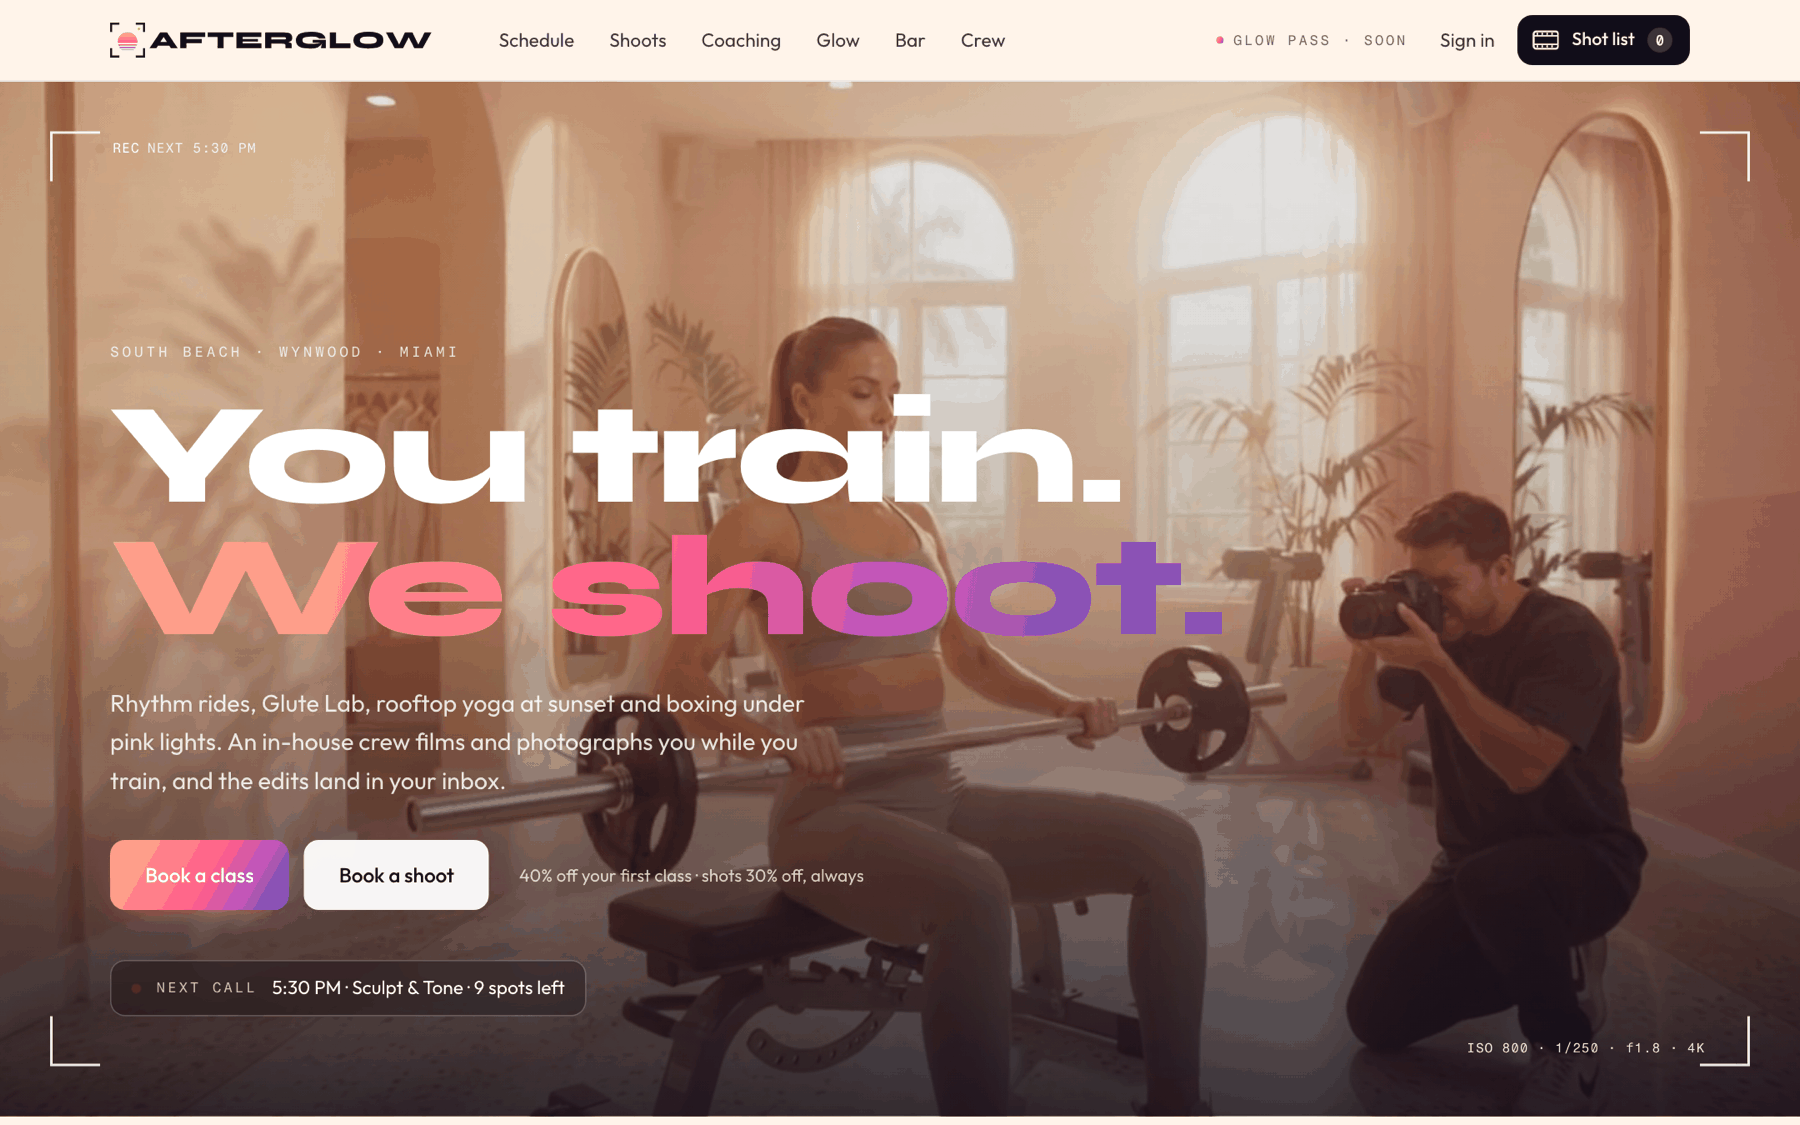 AFTERGLOW
Schedule Shoots Coaching Glow Bar Crew
GLOW PASS · SOON
Sign in
Shot list 0
REC NEXT 5:30 PM
SOUTH BEACH · WYNWOOD · MIAMI
You train.
We shoot.
Rhythm rides, Glute Lab, rooftop yoga at sunset and boxing under
pink lights. An in-house crew films and photographs you while you
train, and the edits land in your inbox.
Book a class
Book a shoot
40% off your first class · shots 30% off, always
NEXT CALL 5:30 PM · Sculpt & Tone · 9 spots left
ISO 800 · 1/250 · f1.8 · 4K